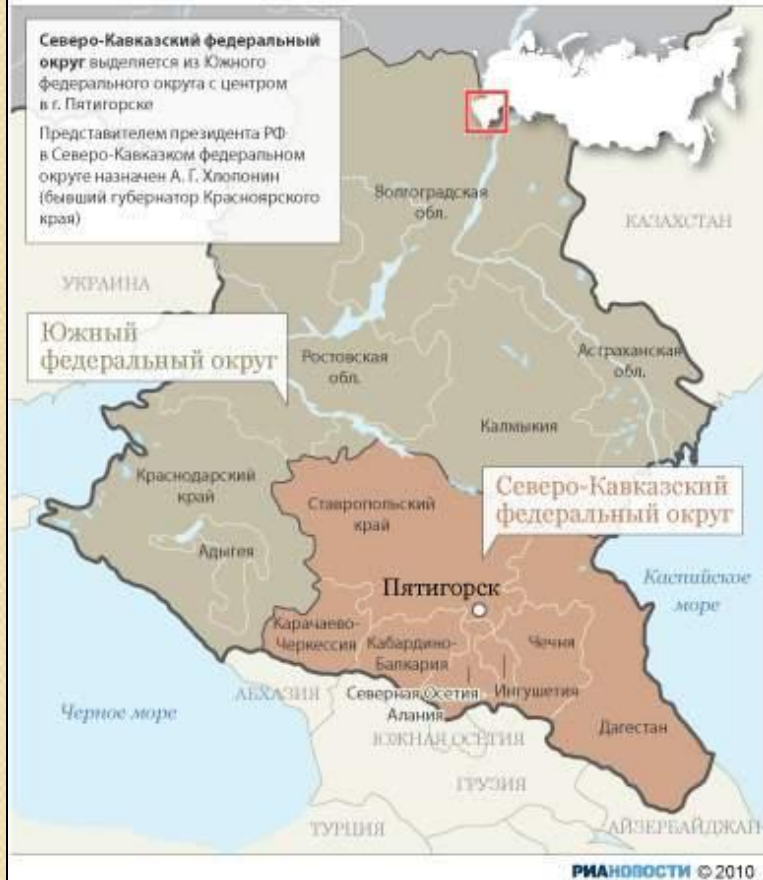 Северо-Кавказский федеральный
округ выделяется из Южного
федерального округа с центром
в г. Пятигорске
Представителем президента РФ
в Северо-Кавказком федеральном
округе назначен А. Г. Хлопонин
(бывший губернатор Красноярского
края)
Волгоградская
обл.
КАЗАХСТАН
УКРАИНА
Южный
федеральный округ
Ростовская
обл.
Астраханская
обл.
Калмыкия
Краснодарский
край
Северо-Кавказский
федеральный округ
Ставропольский
край
Адыгея
Пятигорск
Каспийское
море
Карачаево-
Черкессия
Кабардино-
Балкария
Чечня
АБХАЗИЯ
Северная Осетия
Алания
Ингушетия
Черное море
Дагестан
ЮЖНАЯ ОСЕТИЯ
ГРУЗИЯ
ТУРЦИЯ
АЙЗЕРБАЙДЖАН
РИАНОВОСТИ © 2010